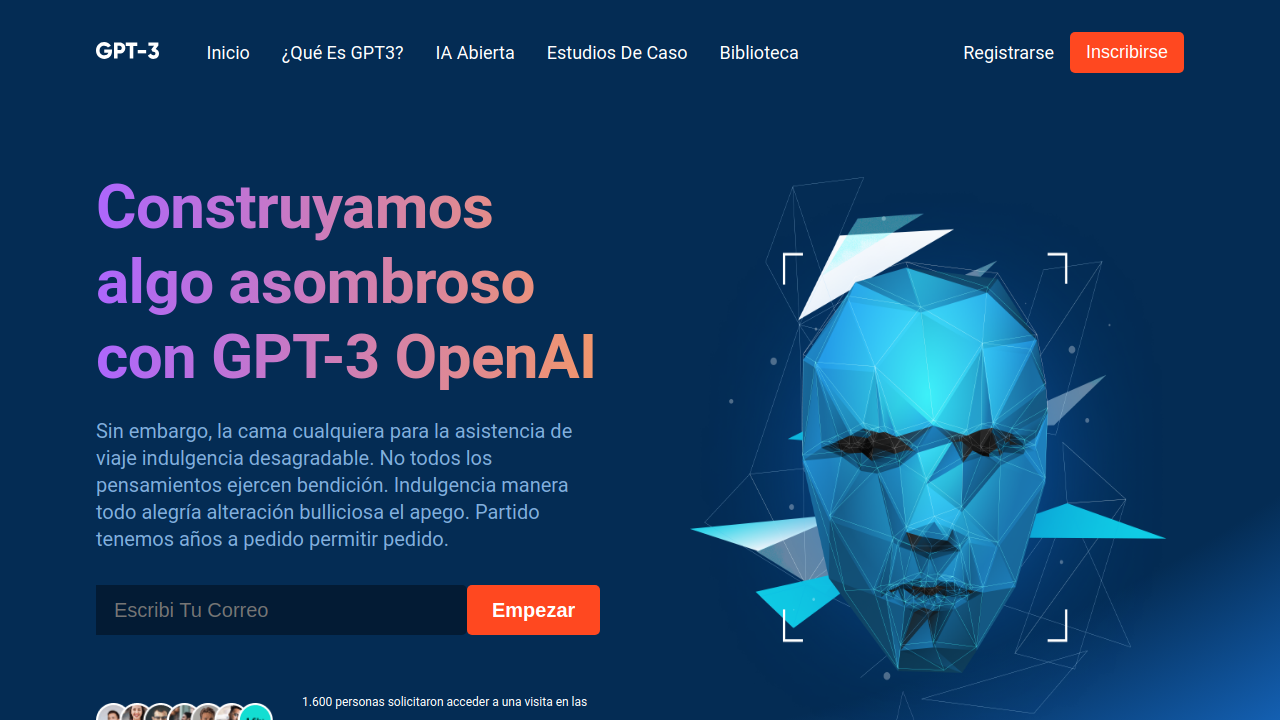 GPT-3
Inicio
¿Qué Es GPT3?
IA Abierta
Estudios De Caso
Biblioteca
Registrarse
Inscribirse
Construyamos
algo asombroso
con GPT-3 OpenAI
Sin embargo, la cama cualquiera para la asistencia de
viaje indulgencia desagradable. No todos los
pensamientos ejercen bendición. Indulgencia manera
todo alegría alteración bulliciosa el apego. Partido
tenemos años a pedido permitir pedido.
Escribi Tu Correo
Empezar
1.600 personas solicitaron acceder a una visita en las